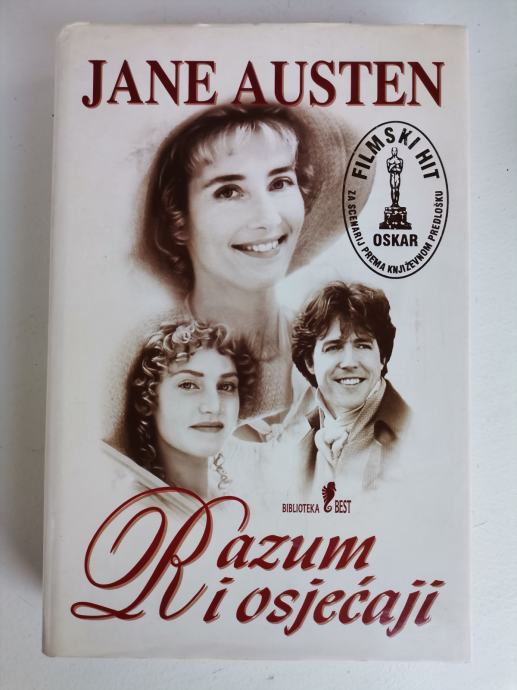 JANE AUSTEN
FILMSKI HIT
OSKAR
ZA SCENARIJ PREMA KNJIŽEVNOM PREDLOŠKU
BIBLIOTEKA BEST
Razum
i osjećaji